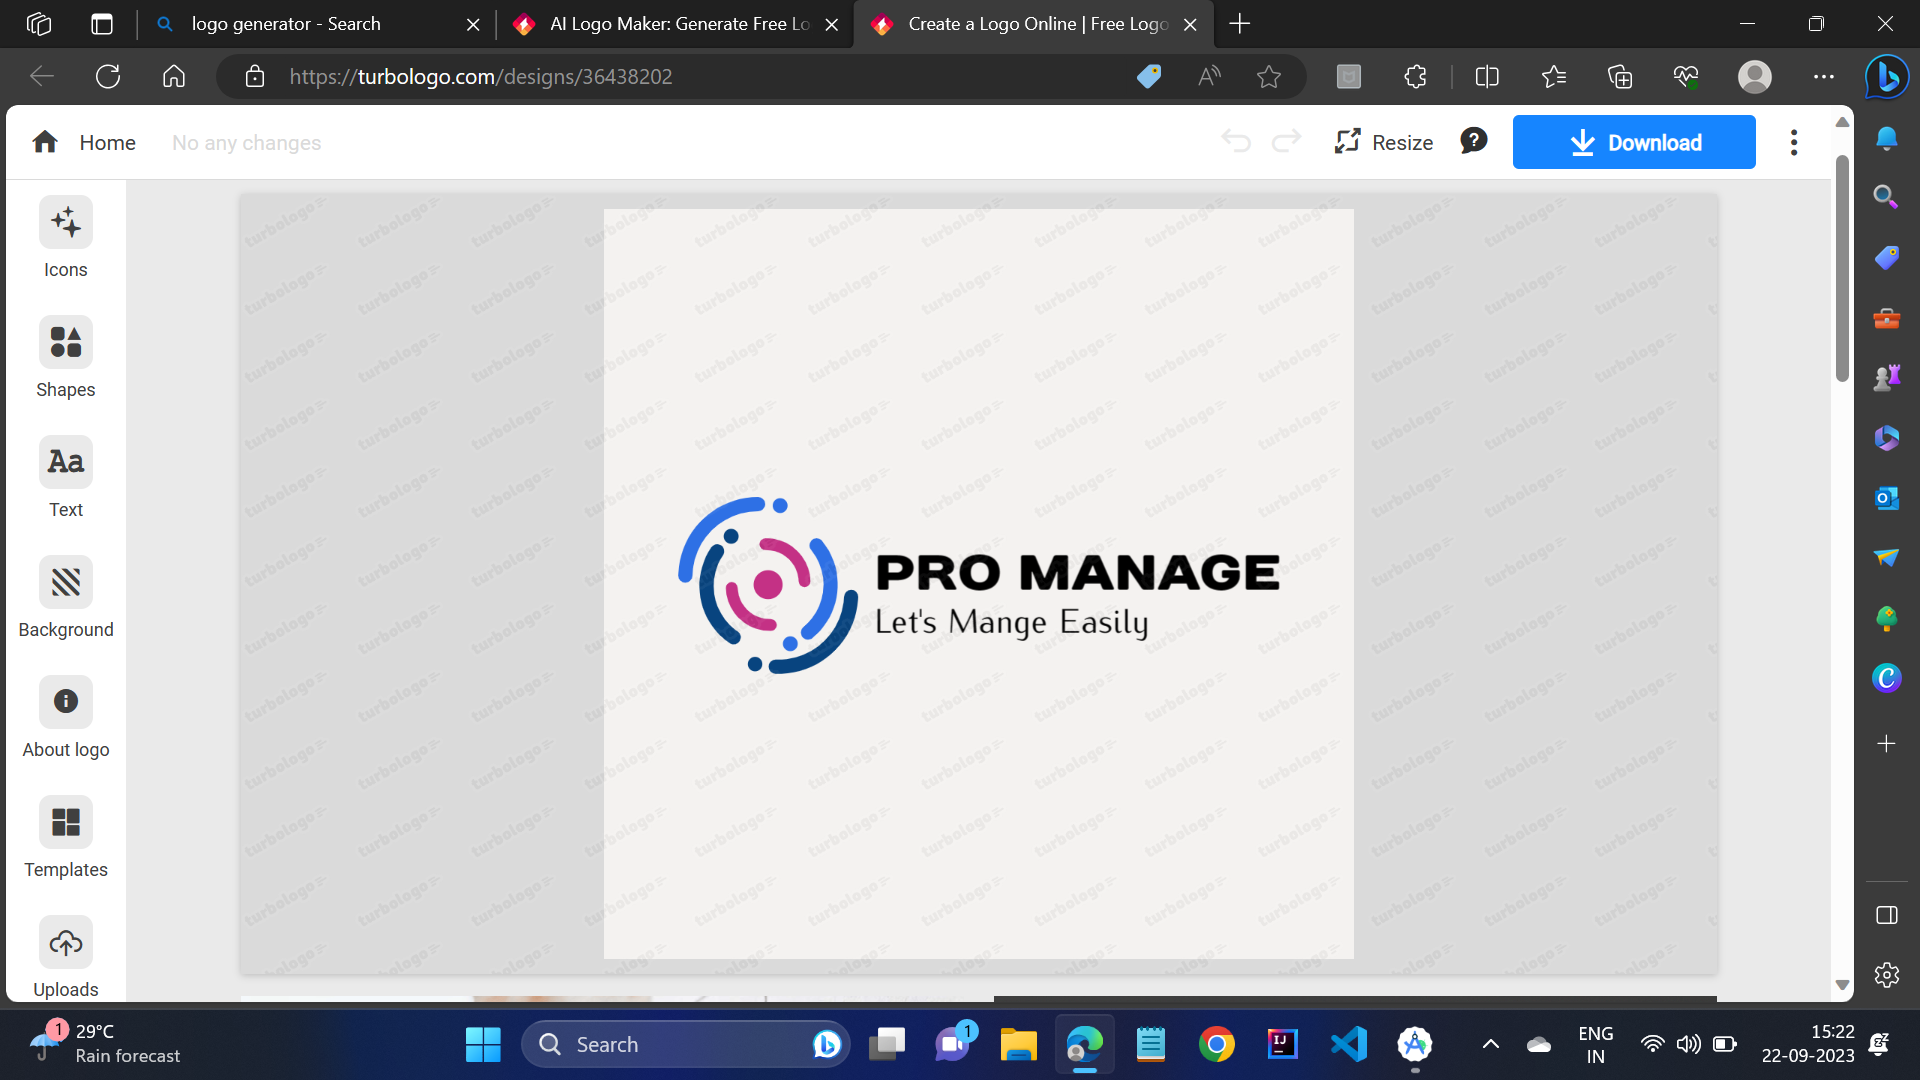 logo generator - Search
AI Logo Maker: Generate Free Lo
Create a Logo Online | Free Logo
https://turbologo.com/designs/36438202
Home
No any changes
Resize
Download
Icons
Shapes
Aa
Text
Background
About logo
Templates
Uploads
PRO MANAGE
Let's Mange Easily
turbologo
1
29°C
Rain forecast
Search
1
ENG
IN
15:22
22-09-2023